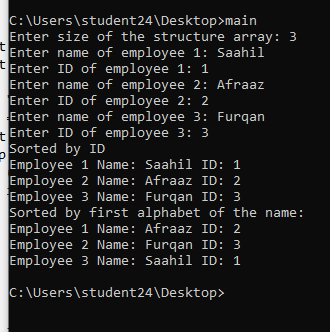 C:\Users\student24\Desktop>main
Enter size of the structure array: 3
Enter name of employee 1: Saahil
Enter ID of employee 1: 1
Enter name of employee 2: Afraaz
Enter ID of employee 2: 2
Enter name of employee 3: Furqan
Enter ID of employee 3: 3
Sorted by ID
Employee 1 Name: Saahil ID: 1
Employee 2 Name: Afraaz ID: 2
Employee 3 Name: Furqan ID: 3
Sorted by first alphabet of the name:
Employee 1 Name: Afraaz ID: 2
Employee 2 Name: Furqan ID: 3
Employee 3 Name: Saahil ID: 1
C:\Users\student24\Desktop>